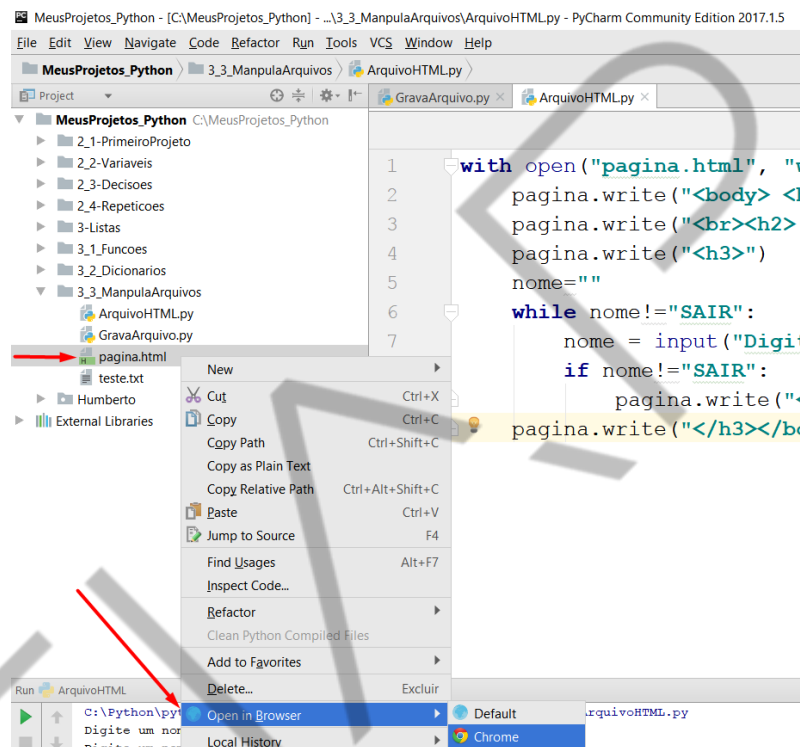 MeusProjetos_Python - [C:\MeusProjetos_Python] - ...\3_3_ManpulaArquivos\ArquivoHTML.py - PyCharm Community Edition 2017.1.5
File Edit View Navigate Code Refactor Run Tools VCS Window Help
MeusProjetos_Python 3_3_ManpulaArquivos ArquivoHTML.py
Project
GravaArquivo.py ArquivoHTML.py
MeusProjetos_Python C:\MeusProjetos_Python
2_1-PrimeiroProjeto
2_2-Variaveis
2_3-Decisoes
2_4-Repeticoes
3-Listas
3_1_Funcoes
3_2_Dicionarios
3_3_ManpulaArquivos
ArquivoHTML.py
GravaArquivo.py
pagina.html
teste.txt
Humberto
External Libraries
1 with open("pagina.html", "w
2 pagina.write("<body> <h
3 pagina.write("<br><h2>
4 pagina.write("<h3>")
5 nome=""
6 while nome!="SAIR":
7 nome = input("Digit
if nome!="SAIR":
pagina.write("<
pagina.write("</h3></bo
New
Cut Ctrl+X
Copy Ctrl+C
Copy Path Ctrl+Shift+C
Copy as Plain Text
Copy Relative Path Ctrl+Alt+Shift+C
Paste Ctrl+V
Jump to Source F4
Find Usages Alt+F7
Inspect Code...
Refactor
Clean Python Compiled Files
Add to Favorites
Delete... Excluir
Open in Browser
Local History
Default
Chrome
Run ArquivoHTML
C:\Python\pyt
rquivoHTML.py
Digite um nom
Digite um nom